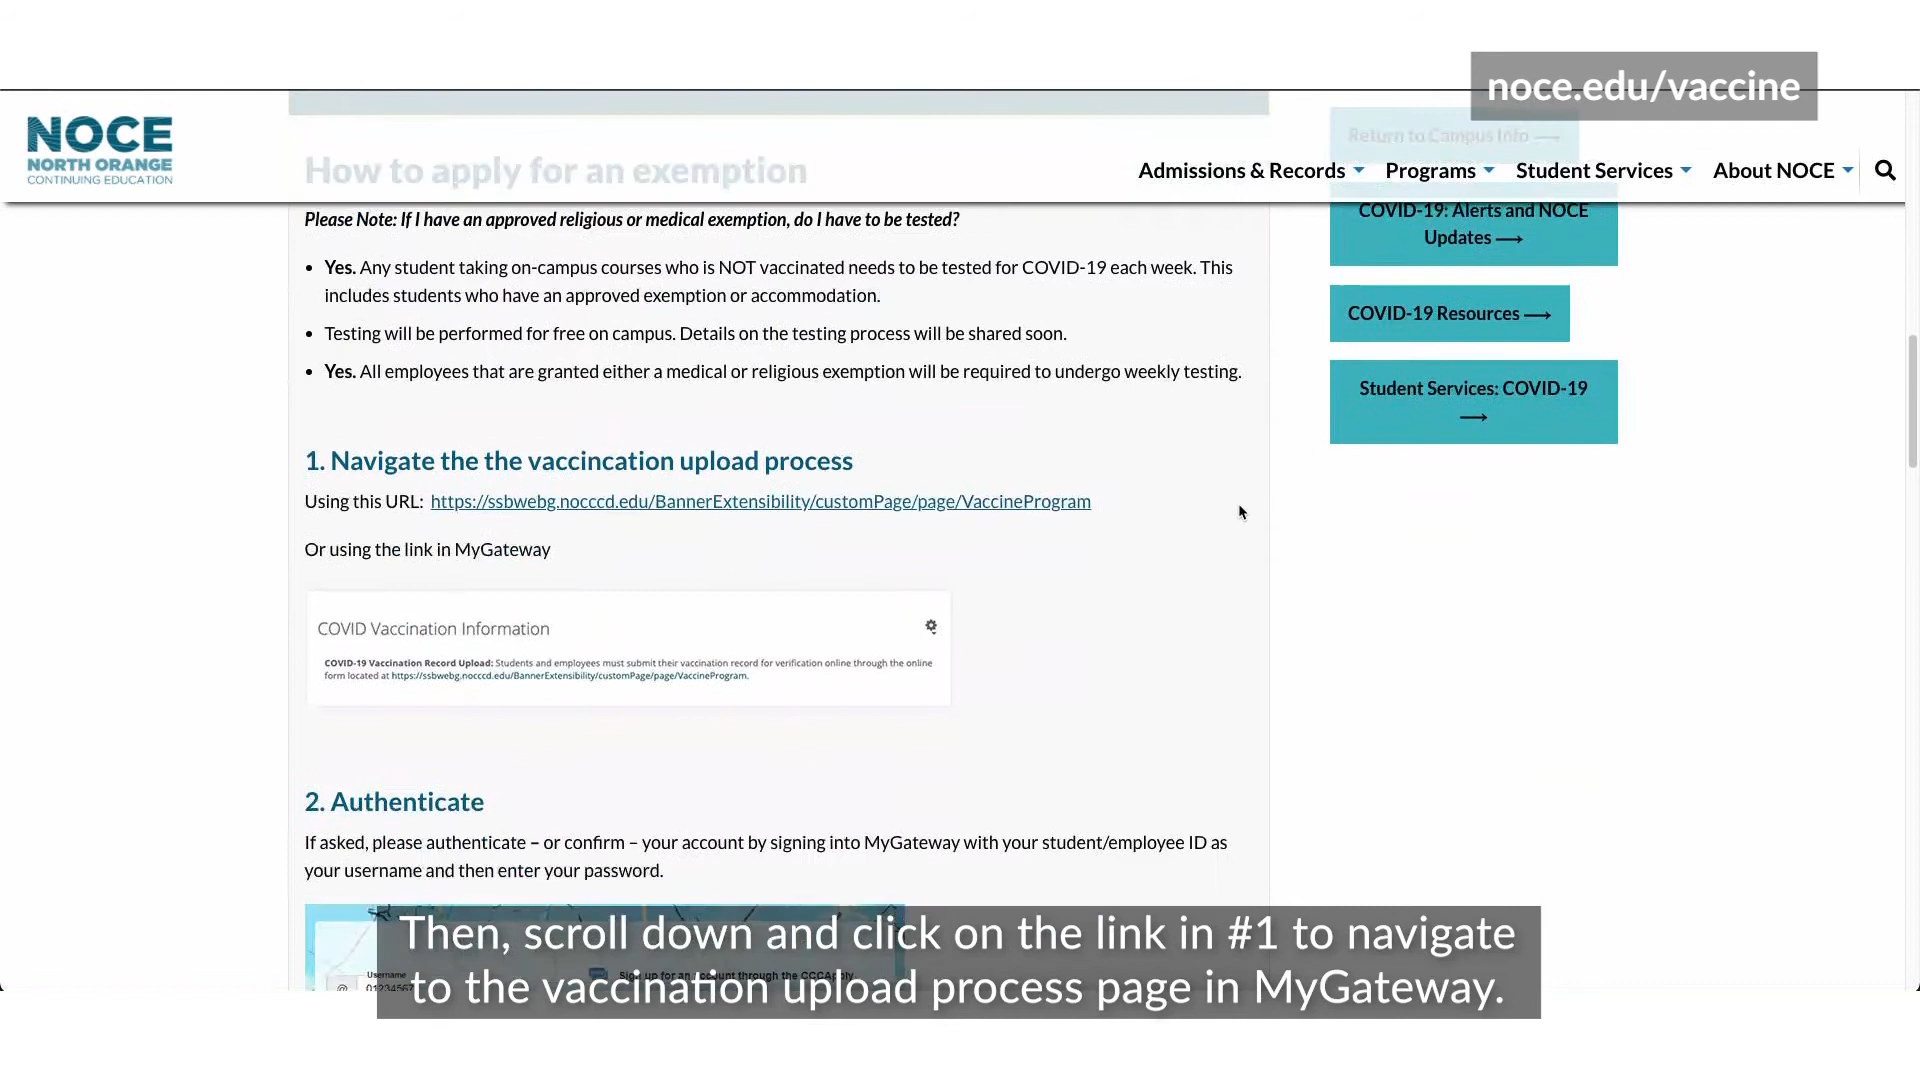 noce.edu/vaccine
NOCE
NORTH ORANGE
CONTINUING EDUCATION
Return to Campus Info ⟶
How to apply for an exemption
Admissions & Records
Programs
Student Services
About NOCE
Please Note: If I have an approved religious or medical exemption, do I have to be tested?
• Yes. Any student taking on-campus courses who is NOT vaccinated needs to be tested for COVID-19 each week. This
includes students who have an approved exemption or accommodation.
• Testing will be performed for free on campus. Details on the testing process will be shared soon.
• Yes. All employees that are granted either a medical or religious exemption will be required to undergo weekly testing.
COVID-19: Alerts and NOCE
Updates ⟶
COVID-19 Resources ⟶
Student Services: COVID-19
⟶
1. Navigate the the vaccincation upload process
Using this URL: https://ssbwebg.nocccd.edu/BannerExtensibility/customPage/page/VaccineProgram
Or using the link in MyGateway
COVID Vaccination Information
COVID-19 Vaccination Record Upload: Students and employees must submit their vaccination record for verification online through the online
form located at https://ssbwebg.nocccd.edu/BannerExtensibility/customPage/page/VaccineProgram.
2. Authenticate
If asked, please authenticate – or confirm – your account by signing into MyGateway with your student/employee ID as
your username and then enter your password.
Username
@ 01234567
Sign up for an account through the CCCApply
Then, scroll down and click on the link in #1 to navigate
to the vaccination upload process page in MyGateway.